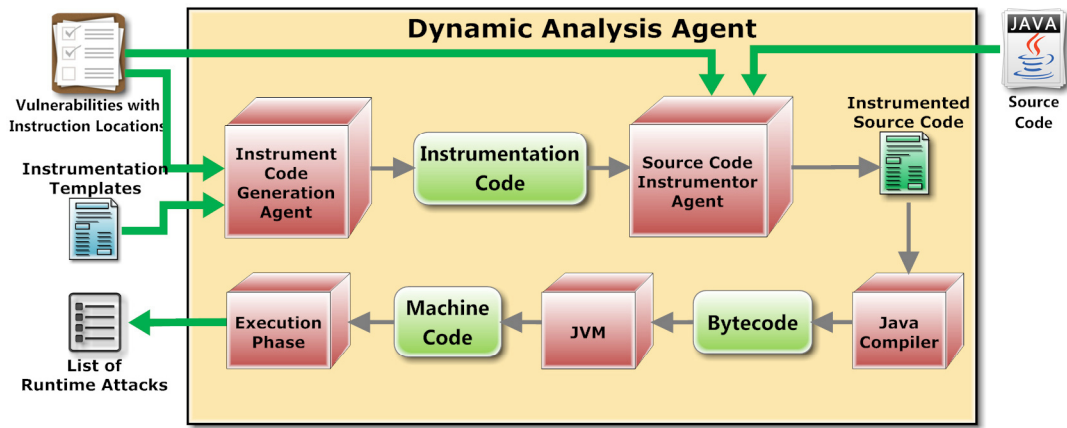 Dynamic Analysis Agent
JAVA
Java
Vulnerabilities with
Instruction Locations
Source
Code
Instrumentation
Templates
Instrument
Code
Generation
Agent
Instrumentation
Code
Source Code
Instrumentor
Agent
Instrumented
Source Code
List of
Runtime Attacks
Execution
Phase
Machine
Code
JVM
Bytecode
Java
Compiler